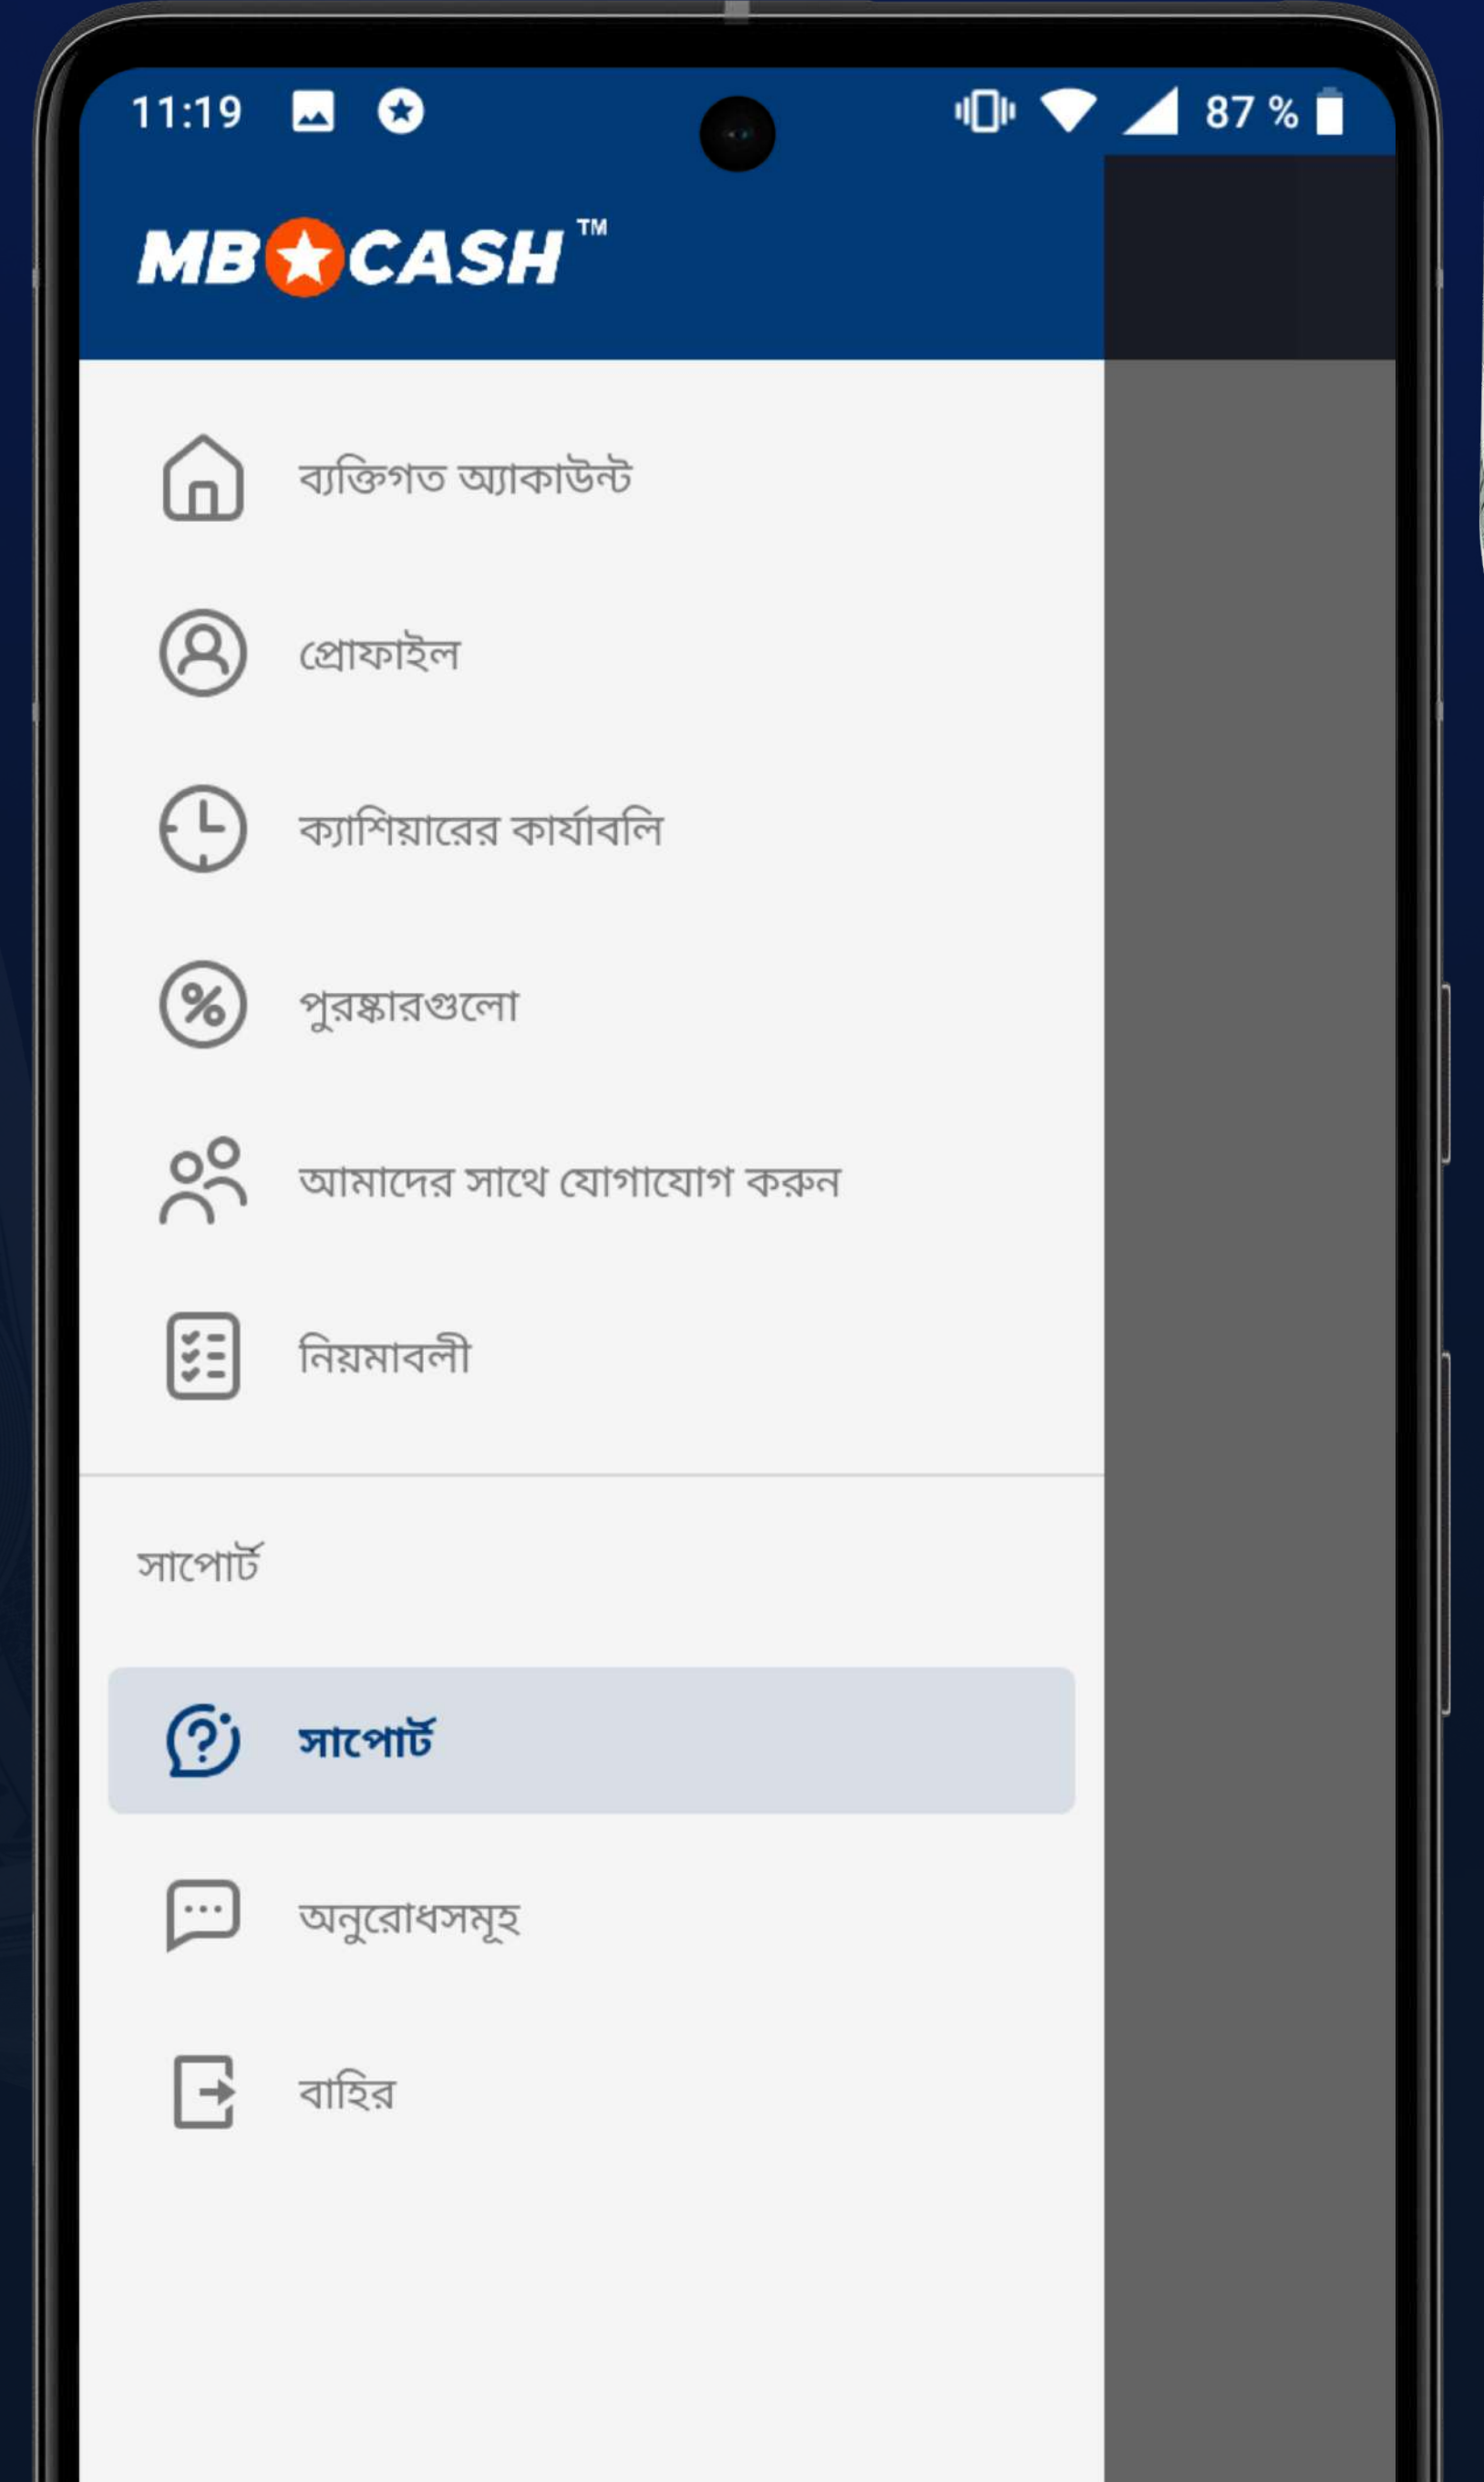 11:19
87 %
MB CASH™
ব্যক্তিগত অ্যাকাউন্ট
প্রোফাইল
ক্যাশিয়ারের কার্যাবলি
পুরষ্কারগুলো
আমাদের সাথে যোগাযোগ করুন
নিয়মাবলী
সাপোর্ট
সাপোর্ট
অনুরোধসমূহ
বাহির